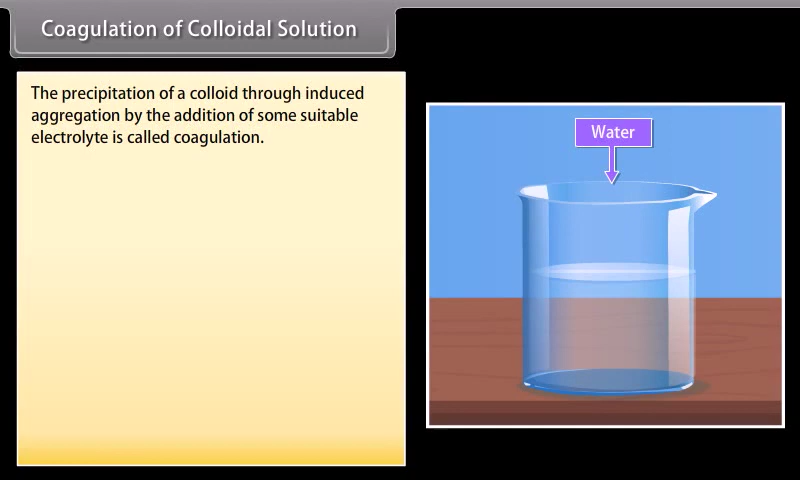 Coagulation of Colloidal Solution
The precipitation of a colloid through induced
aggregation by the addition of some suitable
electrolyte is called coagulation.
Water